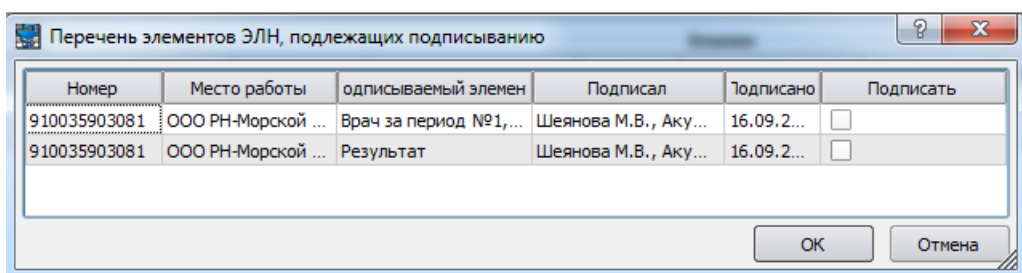 Перечень элементов ЭЛН, подлежащих подписыванию
Номер Место работы одписываемый элемен Подписал Подписано Подписать
910035903081 ООО РН-Морской ... Врач за период №1,... Шеянова М.В., Аку... 16.09.2...
910035903081 ООО РН-Морской ... Результат Шеянова М.В., Аку... 16.09.2...
ОК Отмена